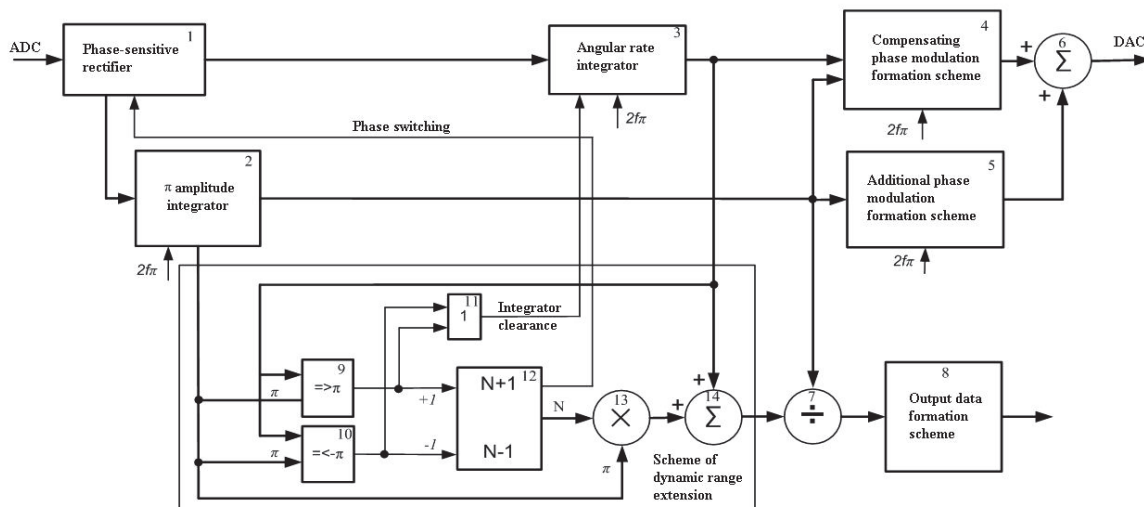 ADC
1
Phase-sensitive
rectifier
3
Angular rate
integrator
2fπ
4
Compensating
phase modulation
formation scheme
2fπ
+
6
Σ
+
DAC
Phase switching
2
π amplitude
integrator
2fπ
5
Additional phase
modulation
formation scheme
2fπ
11
1
Integrator
clearance
9
=>π
π
+1
10
=<-π
π
-1
12
N+1
N-1
N
13
×
π
+
+
14
Σ
Scheme of
dynamic range
extension
7
÷
8
Output data
formation
scheme